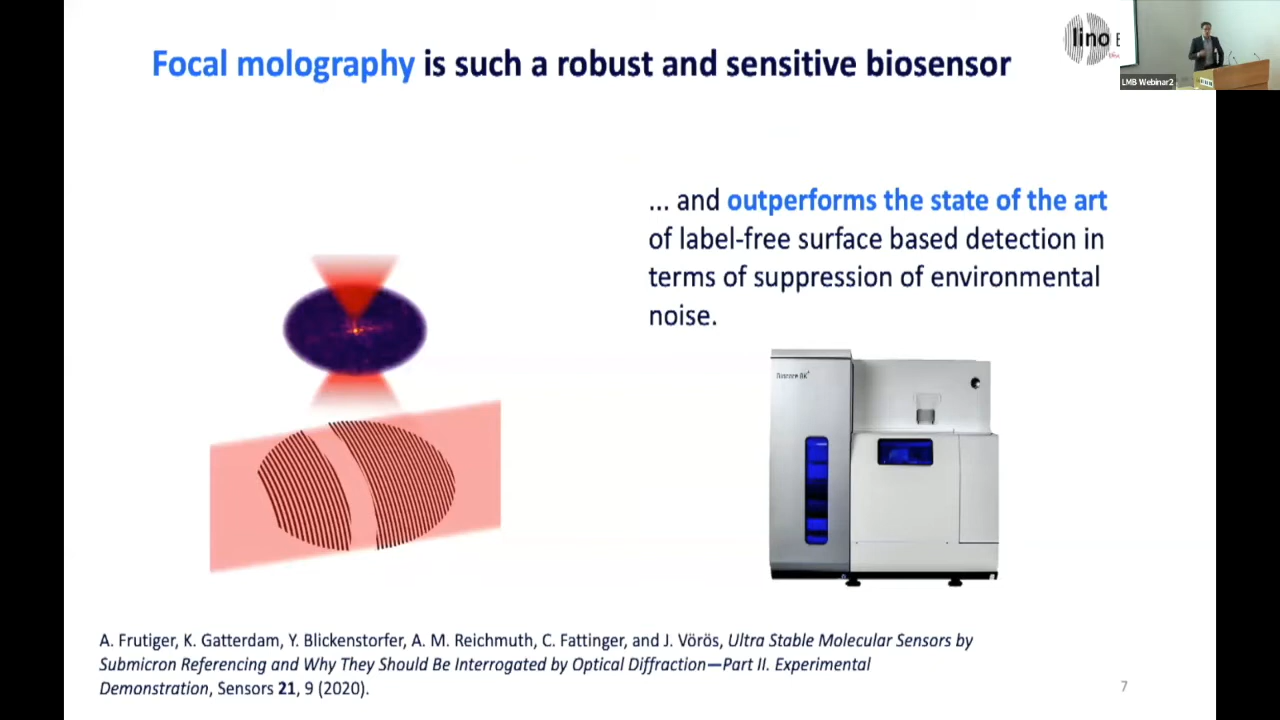 Focal molography is such a robust and sensitive biosensor
lino
LMB Webinar2
... and outperforms the state of the art
of label-free surface based detection in
terms of suppression of environmental
noise.
A. Frutiger, K. Gatterdam, Y. Blickenstorfer, A. M. Reichmuth, C. Fattinger, and J. Vörös, Ultra Stable Molecular Sensors by
Submicron Referencing and Why They Should Be Interrogated by Optical Diffraction—Part II. Experimental
Demonstration, Sensors 21, 9 (2020).
7